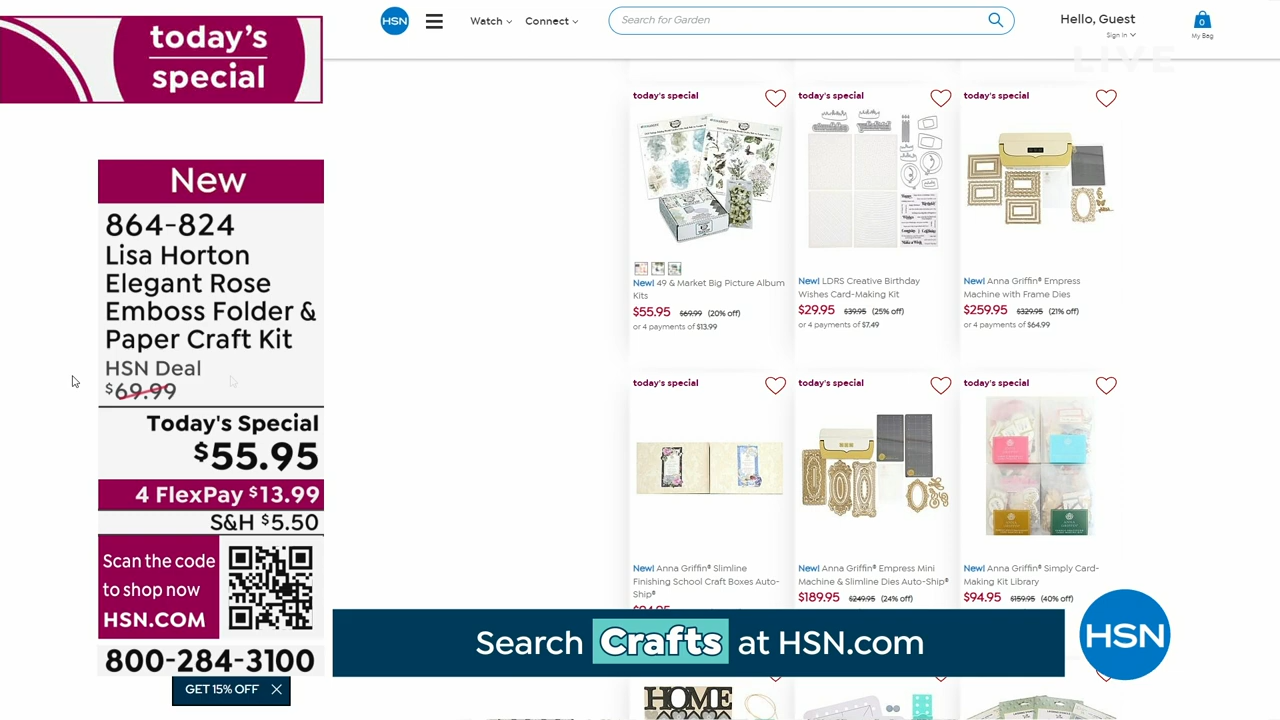 today's
special
HSN
Watch
Connect
Search for Garden
Hello, Guest
Sign In
0
My Bag
LIVE
New
864-824
Lisa Horton
Elegant Rose
Emboss Folder &
Paper Craft Kit
HSN Deal
$69.99
Today's Special
$55.95
4 FlexPay $13.99
S&H $5.50
Scan the code
to shop now
HSN.COM
800-284-3100
GET 15% OFF
today's special
New! 49 & Market Big Picture Album
Kits
$55.95 $69.99 (20% off)
or 4 payments of $13.99
today's special
New! LDRS Creative Birthday
Wishes Card-Making Kit
$29.95 $39.95 (25% off)
or 4 payments of $7.49
today's special
New! Anna Griffin® Empress
Machine with Frame Dies
$259.95 $329.95 (21% off)
or 4 payments of $64.99
today's special
New! Anna Griffin® Slimline
Finishing School Craft Boxes Auto-
Ship®
today's special
New! Anna Griffin® Empress Mini
Machine & Slimline Dies Auto-Ship®
$189.95 $249.95 (24% off)
today's special
New! Anna Griffin® Simply Card-
Making Kit Library
$94.95 $159.95 (40% off)
Search Crafts at HSN.com
HSN
HOME